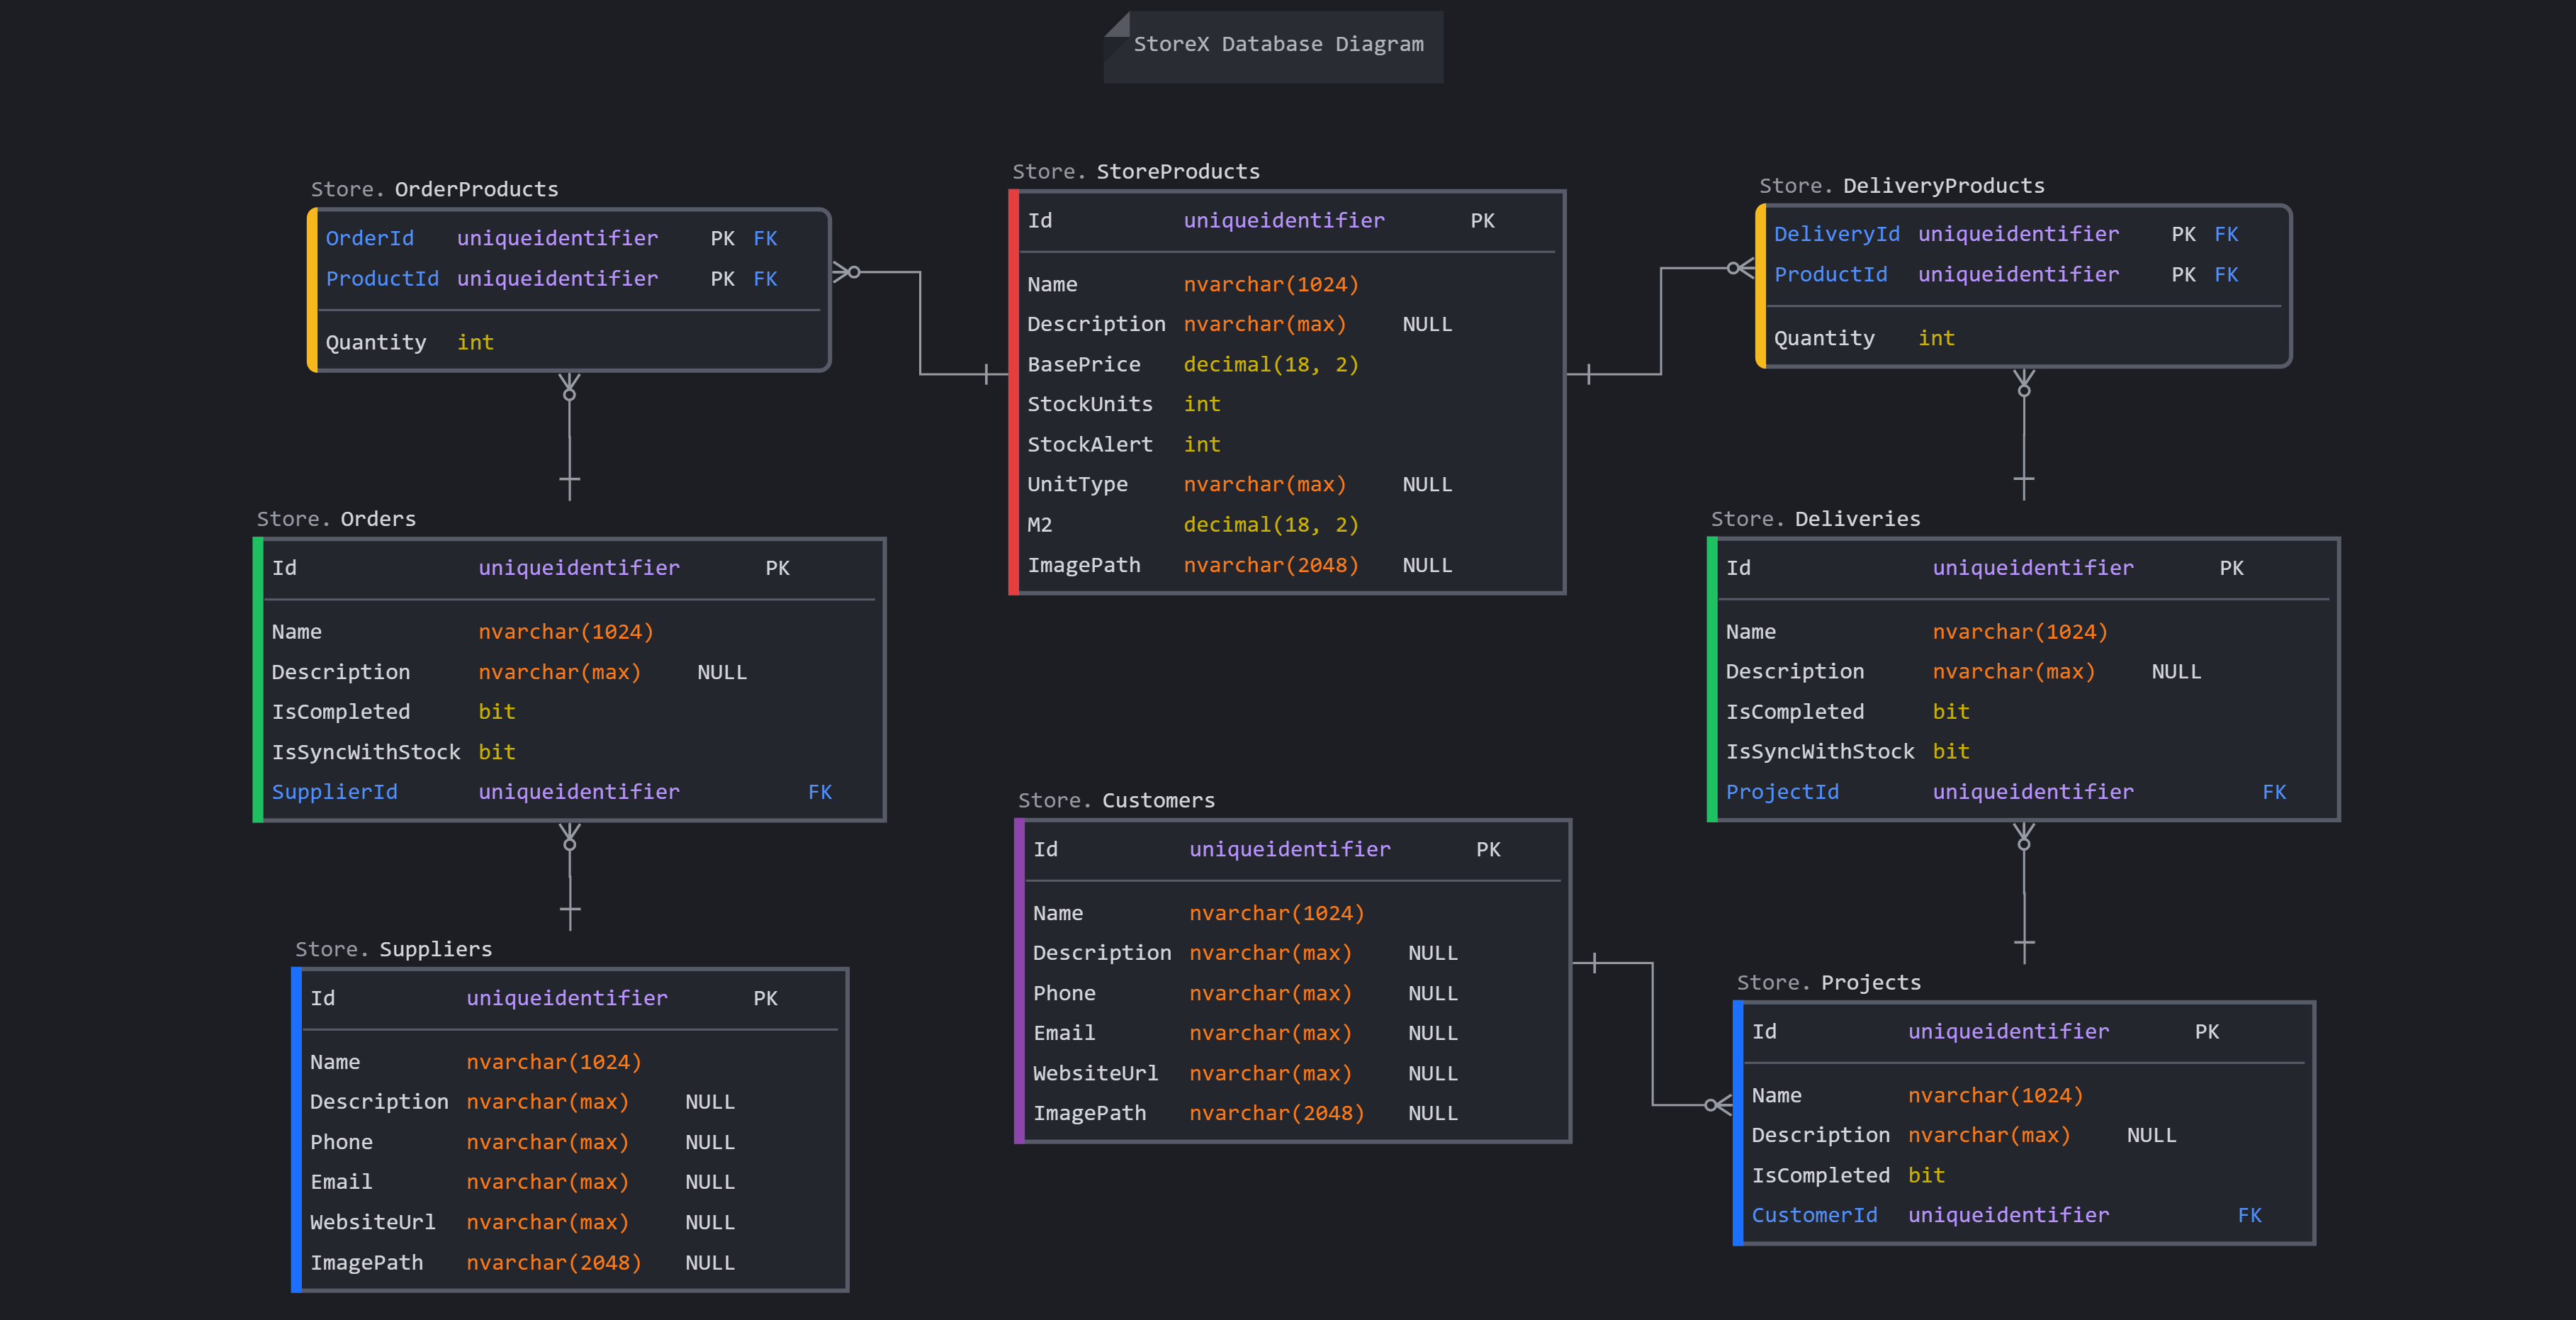 StoreX Database Diagram
Store. OrderProducts
OrderId uniqueidentifier PK FK
ProductId uniqueidentifier PK FK
Quantity int
Store. StoreProducts
Id uniqueidentifier PK
Name nvarchar(1024)
Description nvarchar(max) NULL
BasePrice decimal(18, 2)
StockUnits int
StockAlert int
UnitType nvarchar(max) NULL
M2 decimal(18, 2)
ImagePath nvarchar(2048) NULL
Store. DeliveryProducts
DeliveryId uniqueidentifier PK FK
ProductId uniqueidentifier PK FK
Quantity int
Store. Orders
Id uniqueidentifier PK
Name nvarchar(1024)
Description nvarchar(max) NULL
IsCompleted bit
IsSyncWithStock bit
SupplierId uniqueidentifier FK
Store. Deliveries
Id uniqueidentifier PK
Name nvarchar(1024)
Description nvarchar(max) NULL
IsCompleted bit
IsSyncWithStock bit
ProjectId uniqueidentifier FK
Store. Suppliers
Id uniqueidentifier PK
Name nvarchar(1024)
Description nvarchar(max) NULL
Phone nvarchar(max) NULL
Email nvarchar(max) NULL
WebsiteUrl nvarchar(max) NULL
ImagePath nvarchar(2048) NULL
Store. Customers
Id uniqueidentifier PK
Name nvarchar(1024)
Description nvarchar(max) NULL
Phone nvarchar(max) NULL
Email nvarchar(max) NULL
WebsiteUrl nvarchar(max) NULL
ImagePath nvarchar(2048) NULL
Store. Projects
Id uniqueidentifier PK
Name nvarchar(1024)
Description nvarchar(max) NULL
IsCompleted bit
CustomerId uniqueidentifier FK